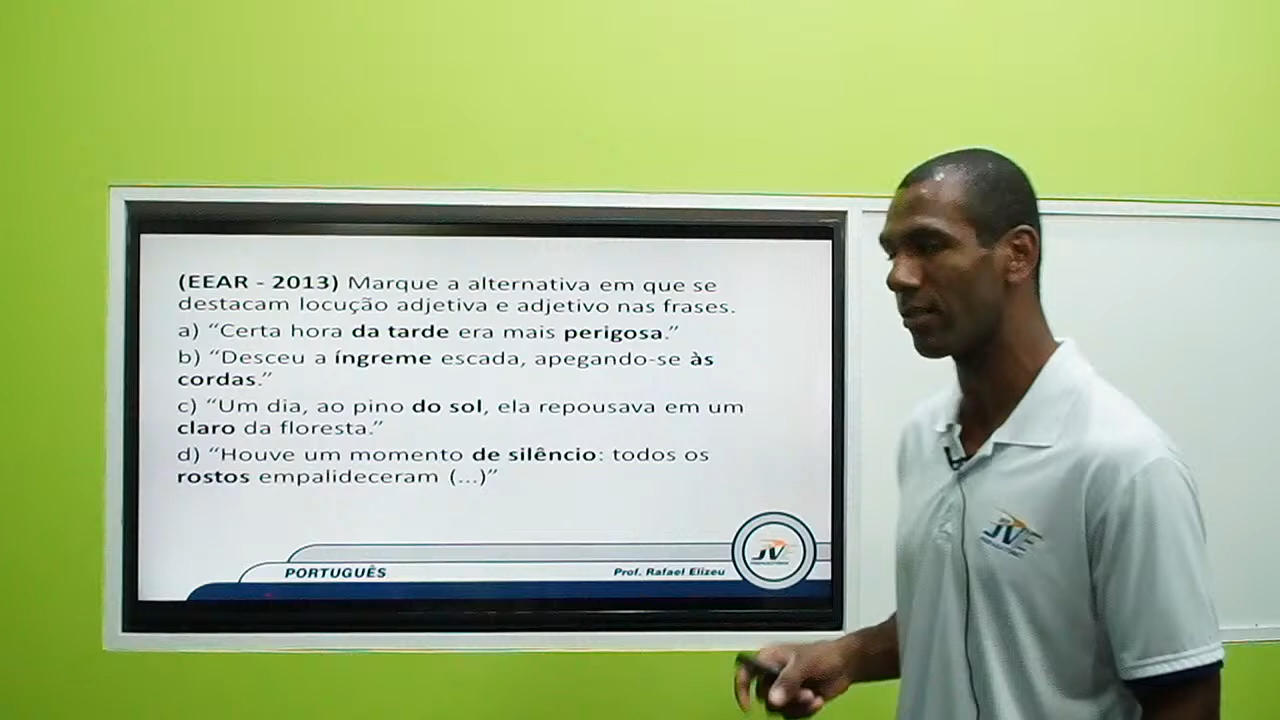 (EEAR - 2013) Marque a alternativa em que se
destacam locução adjetiva e adjetivo nas frases.
a) “Certa hora da tarde era mais perigosa.”
b) “Desceu a íngreme escada, apegando-se às
cordas.”
c) “Um dia, ao pino do sol, ela repousava em um
claro da floresta.”
d) “Houve um momento de silêncio: todos os
rostos empalideceram (...)”
PORTUGUÊS
Prof. Rafael Elizeu
JVE
JVE